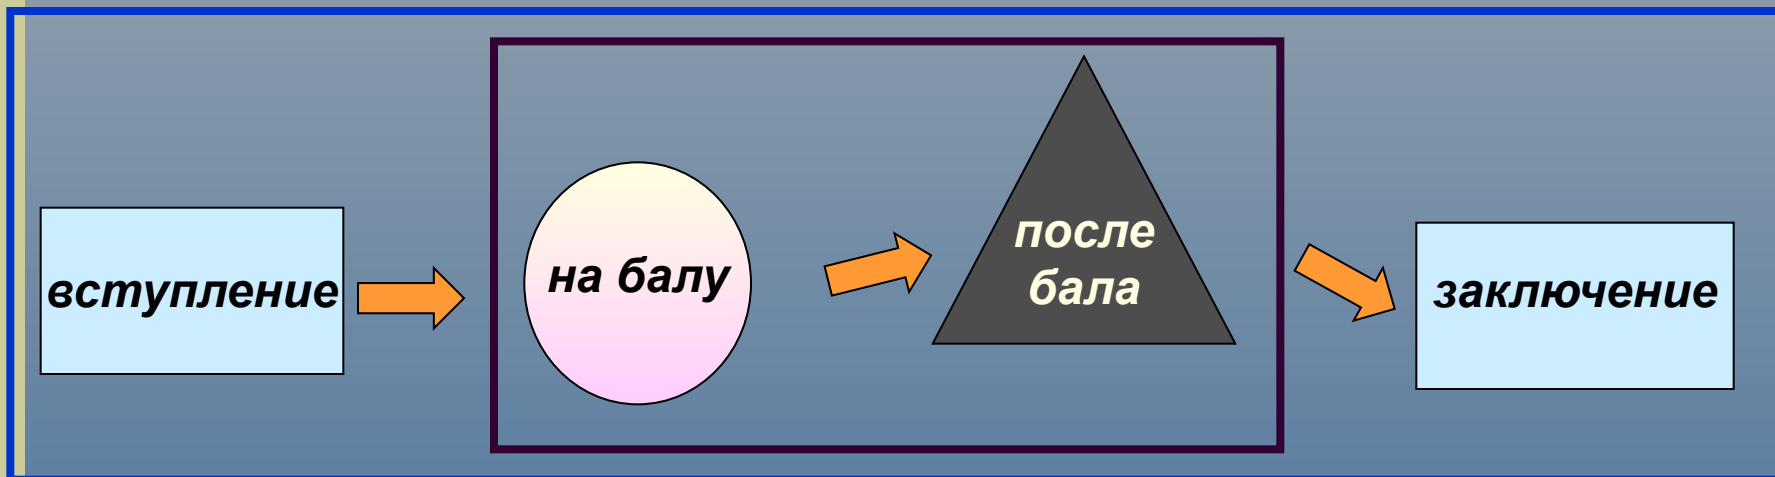 вступление
на балу
после
бала
заключение